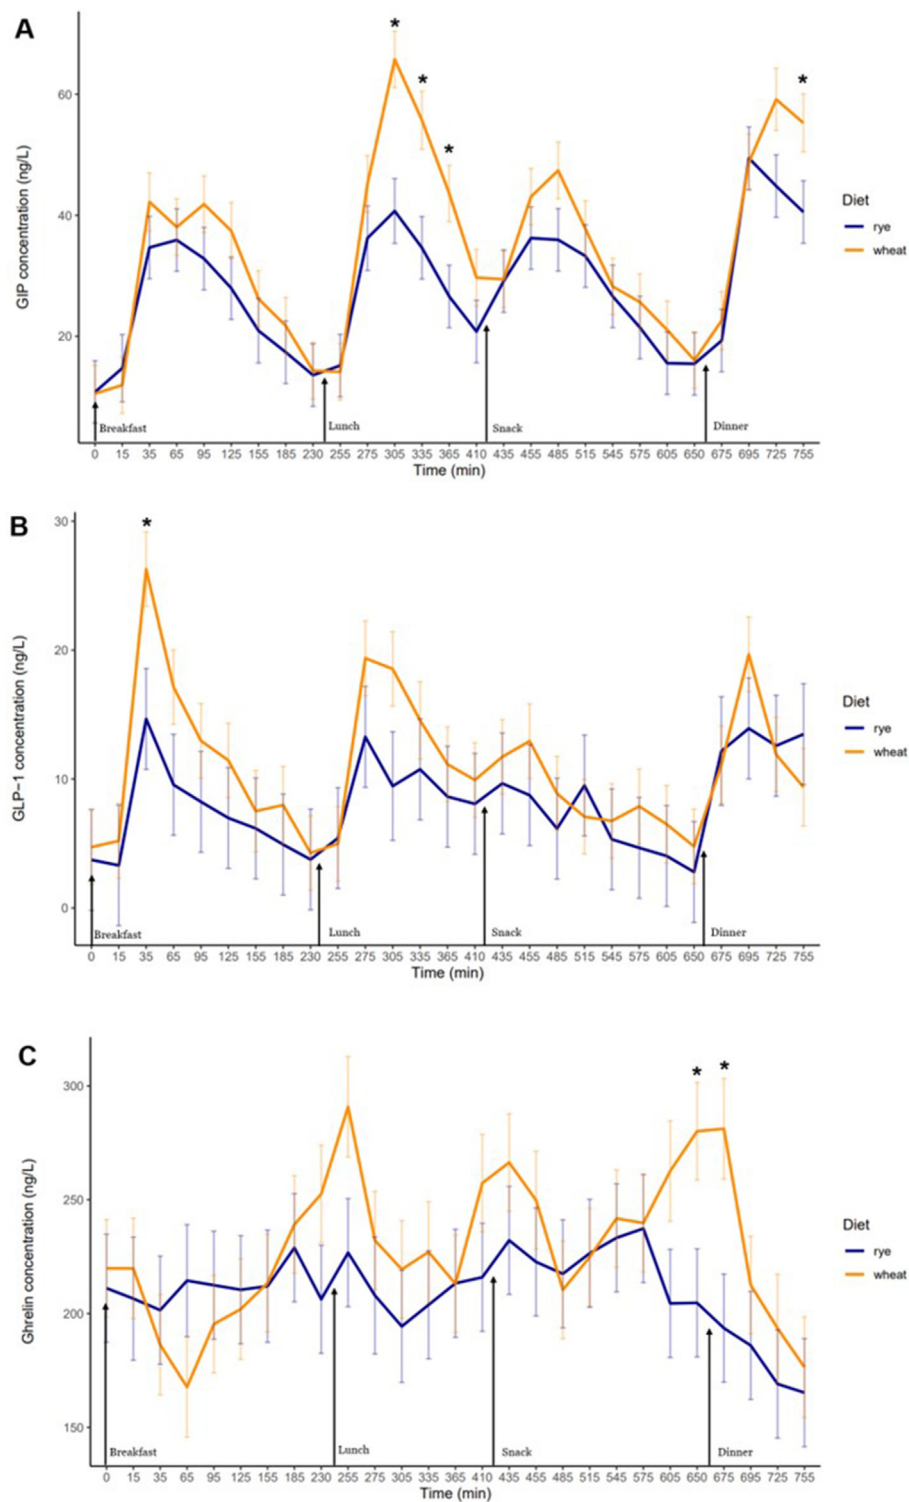 A
*
*
*
*
60
40
20
GIP concentration (ng/L)
Diet
rye
wheat
Breakfast
Lunch
Snack
Dinner
0 15 35 65 95 125 155 185 230 255 275 305 335 365 410 435 455 485 515 545 575 605 650 675 695 725 755
Time (min)
B
*
30
20
10
0
GLP-1 concentration (ng/L)
Diet
rye
wheat
Breakfast
Lunch
Snack
Dinner
0 15 35 65 95 125 155 185 230 255 275 305 335 365 410 435 455 485 515 545 575 605 650 675 695 725 755
Time (min)
C
* *
300
250
200
150
Ghrelin concentration (ng/L)
Diet
rye
wheat
Breakfast
Lunch
Snack
Dinner
0 15 35 65 95 125 155 185 230 255 275 305 335 365 410 435 455 485 515 545 575 605 650 675 695 725 755
Time (min)